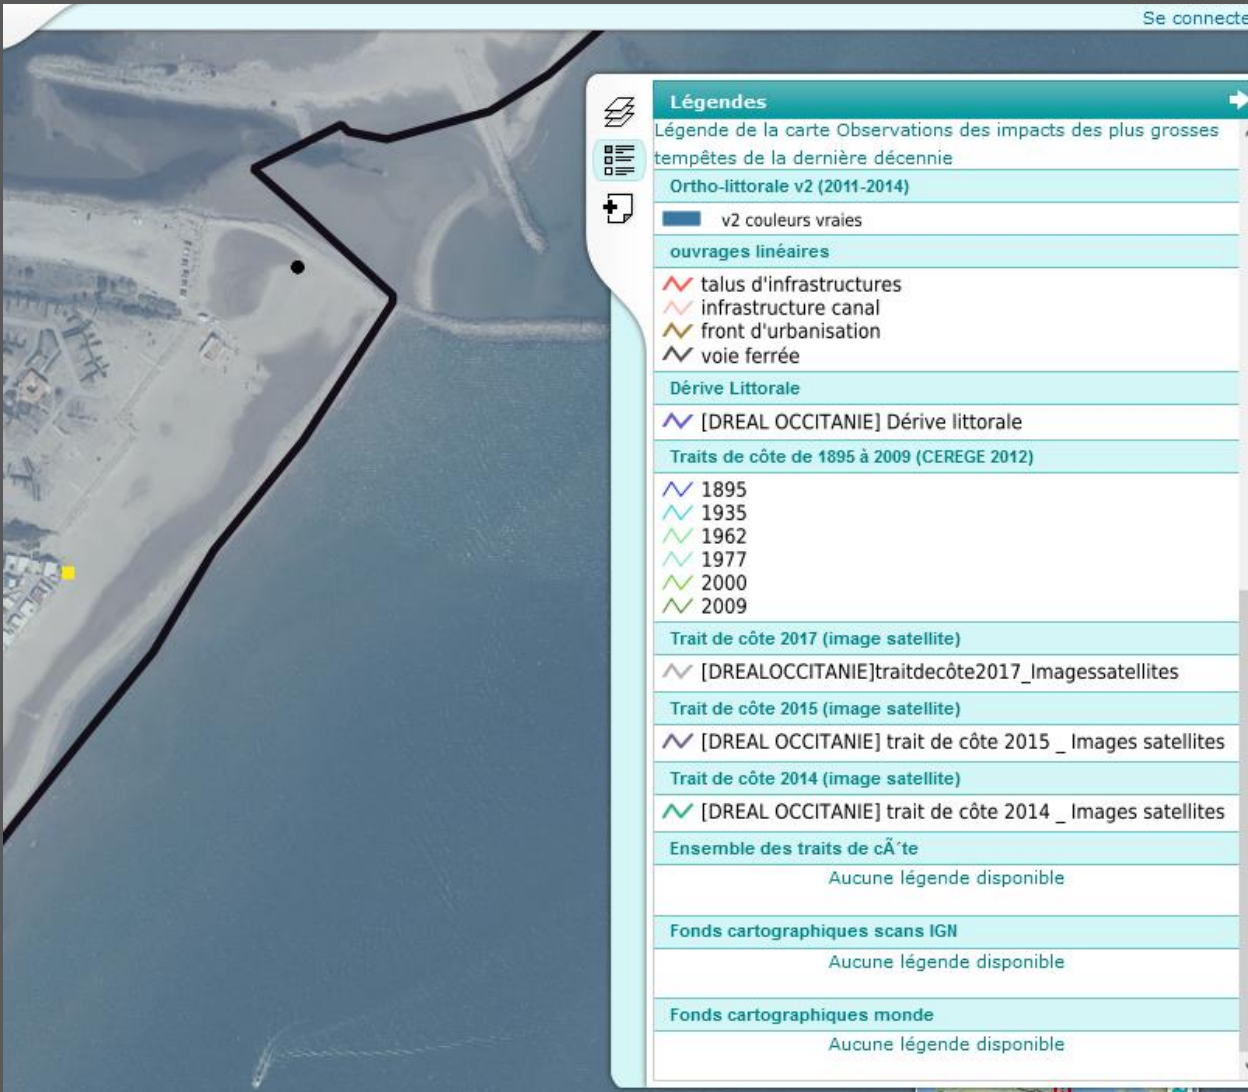 Se connecte
Légendes
Légende de la carte Observations des impacts des plus grosses
tempêtes de la dernière décennie
Ortho-littorale v2 (2011-2014)
v2 couleurs vraies
ouvrages linéaires
talus d'infrastructures
infrastructure canal
front d'urbanisation
voie ferrée
Dérive Littorale
[DREAL OCCITANIE] Dérive littorale
Traits de côte de 1895 à 2009 (CEREGE 2012)
1895
1935
1962
1977
2000
2009
Trait de côte 2017 (image satellite)
[DREALOCCITANIE]traitdecôte2017_Imagessatellites
Trait de côte 2015 (image satellite)
[DREAL OCCITANIE] trait de côte 2015 _ Images satellites
Trait de côte 2014 (image satellite)
[DREAL OCCITANIE] trait de côte 2014 _ Images satellites
Ensemble des traits de cÃ´te
Aucune légende disponible
Fonds cartographiques scans IGN
Aucune légende disponible
Fonds cartographiques monde
Aucune légende disponible